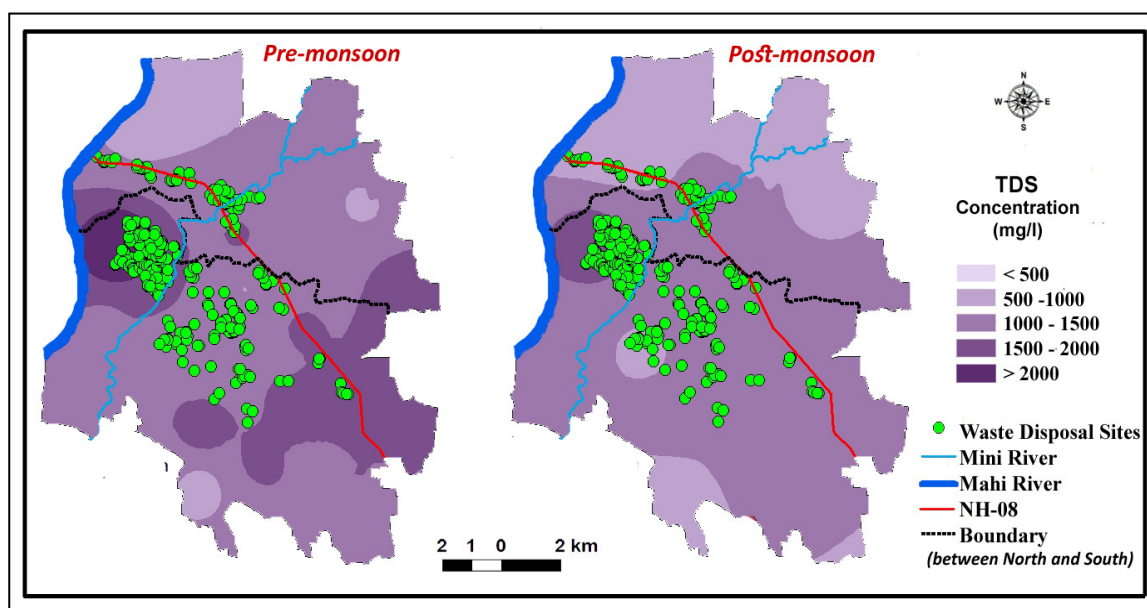 Pre-monsoon
Post-monsoon
N
W E
S
TDS
Concentration
(mg/l)
< 500
500 -1000
1000 - 1500
1500 - 2000
> 2000
Waste Disposal Sites
Mini River
Mahi River
NH-08
Boundary
(between North and South)
2 1 0 2 km